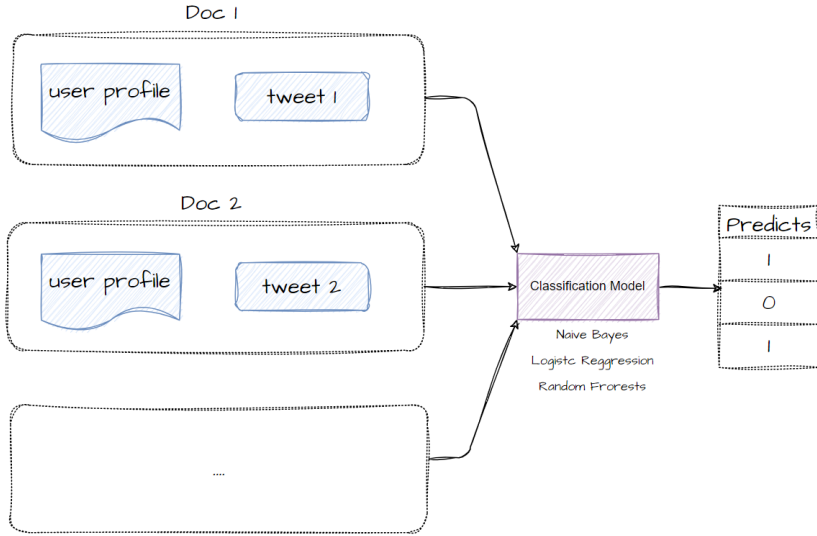 Doc 1
user profile
tweet 1
Doc 2
user profile
tweet 2
....
Classification Model
Naive Bayes
Logistc Reggression
Random Frorests
Predicts
1
0
1